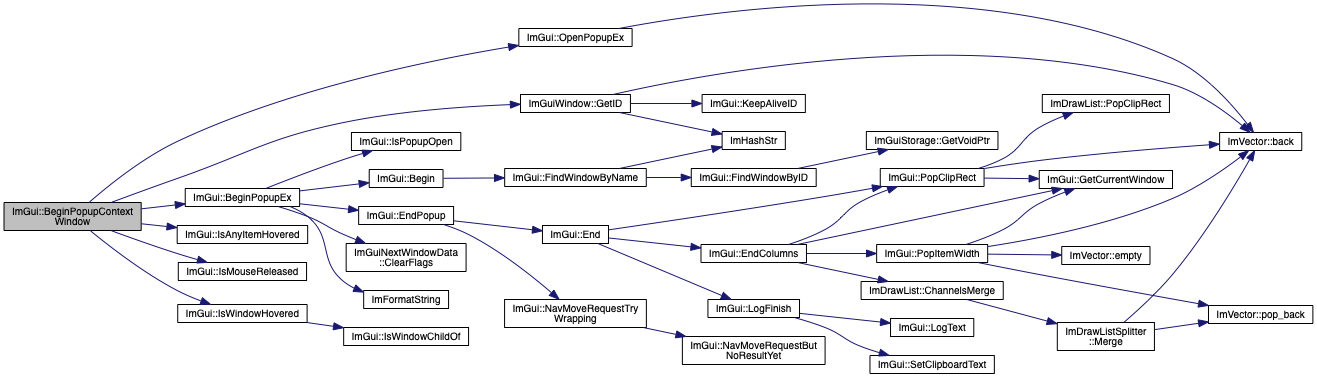 ImGui::OpenPopupEx
ImGuiWindow::GetID
ImGui::KeepAliveID
ImDrawList::PopClipRect
ImGui::IsPopupOpen
ImHashStr
ImGuiStorage::GetVoidPtr
ImVector::back
ImGui::Begin
ImGui::FindWindowByName
ImGui::FindWindowByID
ImGui::PopClipRect
ImGui::GetCurrentWindow
ImGui::BeginPopupContext
Window
ImGui::BeginPopupEx
ImGui::EndPopup
ImGui::IsAnyItemHovered
ImGui::End
ImGuiNextWindowData
::ClearFlags
ImGui::EndColumns
ImGui::PopItemWidth
ImVector::empty
ImGui::IsMouseReleased
ImDrawList::ChannelsMerge
ImFormatString
ImGui::IsWindowHovered
ImGui::NavMoveRequestTry
Wrapping
ImGui::LogFinish
ImVector::pop_back
ImGui::IsWindowChildOf
ImGui::LogText
ImDrawListSplitter
::Merge
ImGui::NavMoveRequestBut
NoResultYet
ImGui::SetClipboardText